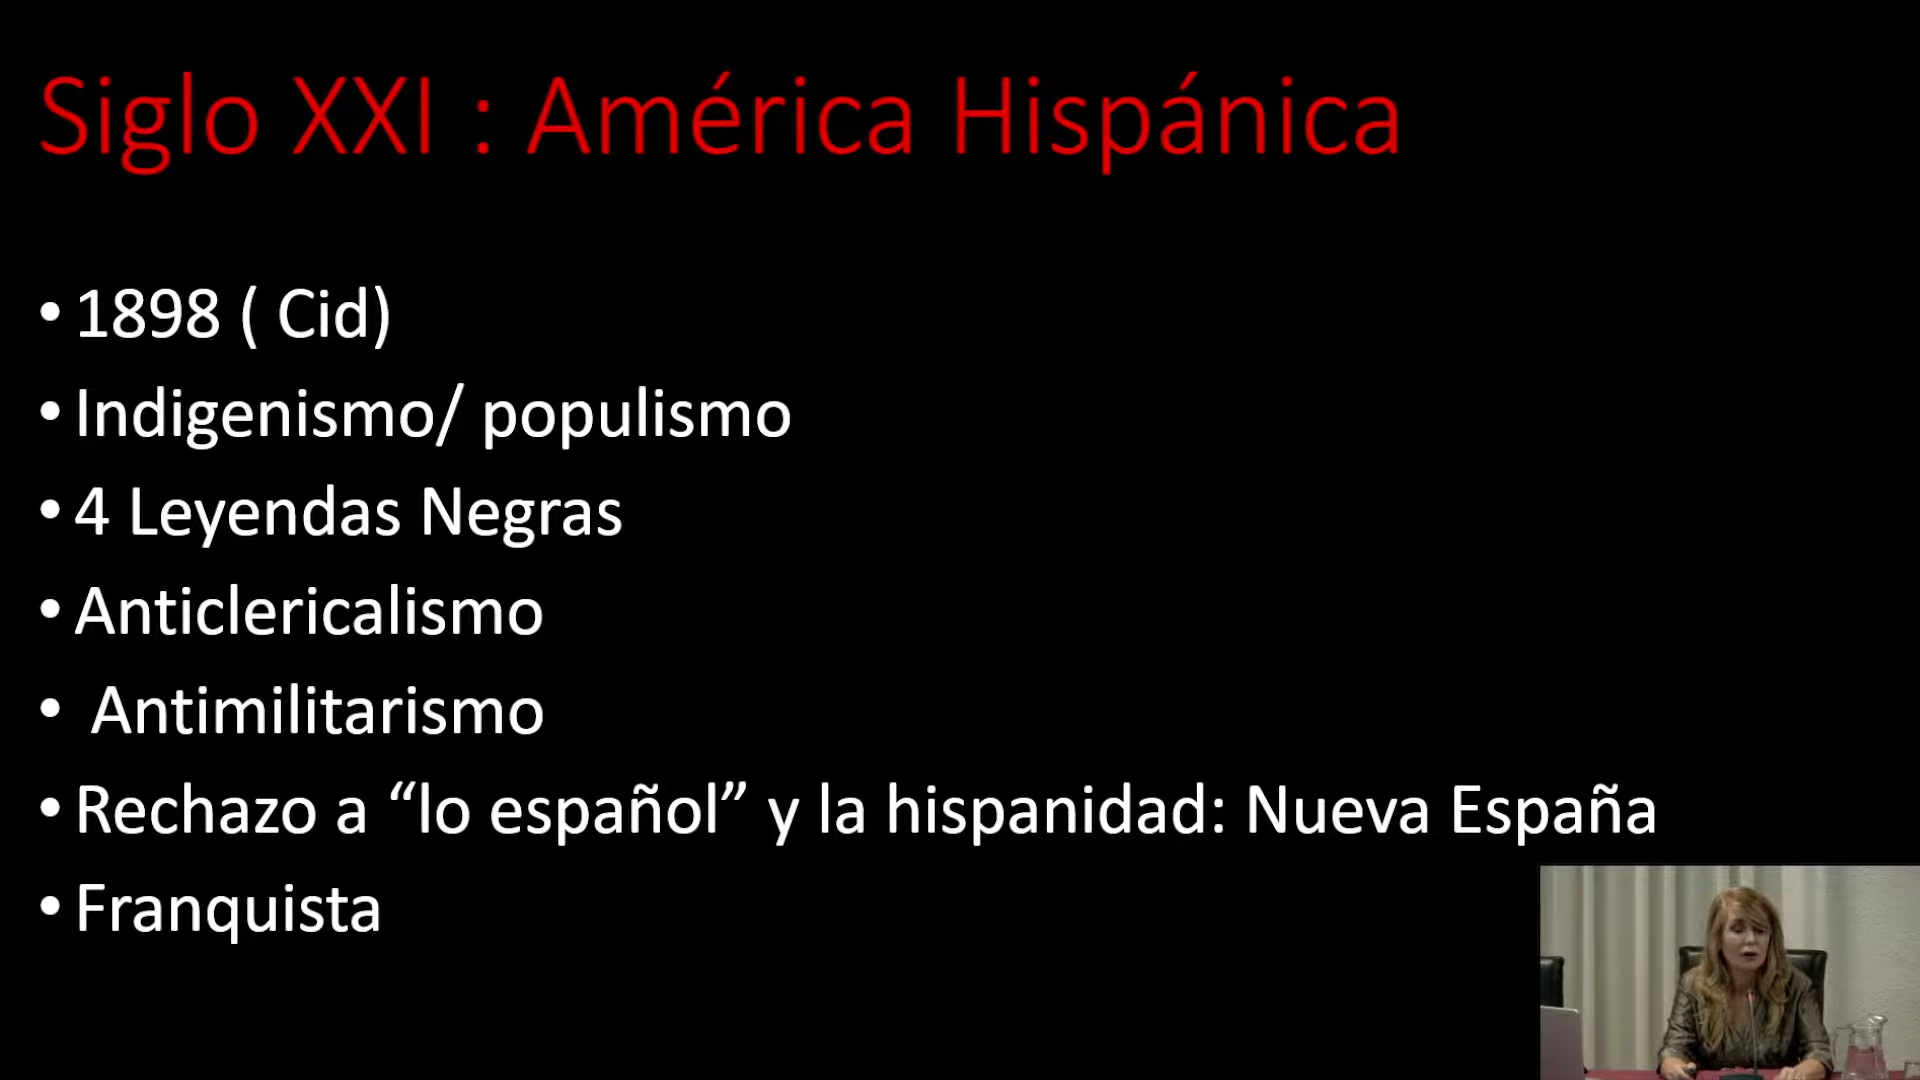 Siglo XXI : América Hispánica
• 1898 ( Cid)
• Indigenismo/ populismo
• 4 Leyendas Negras
• Anticlericalismo
• Antimilitarismo
• Rechazo a “lo español” y la hispanidad: Nueva España
• Franquista